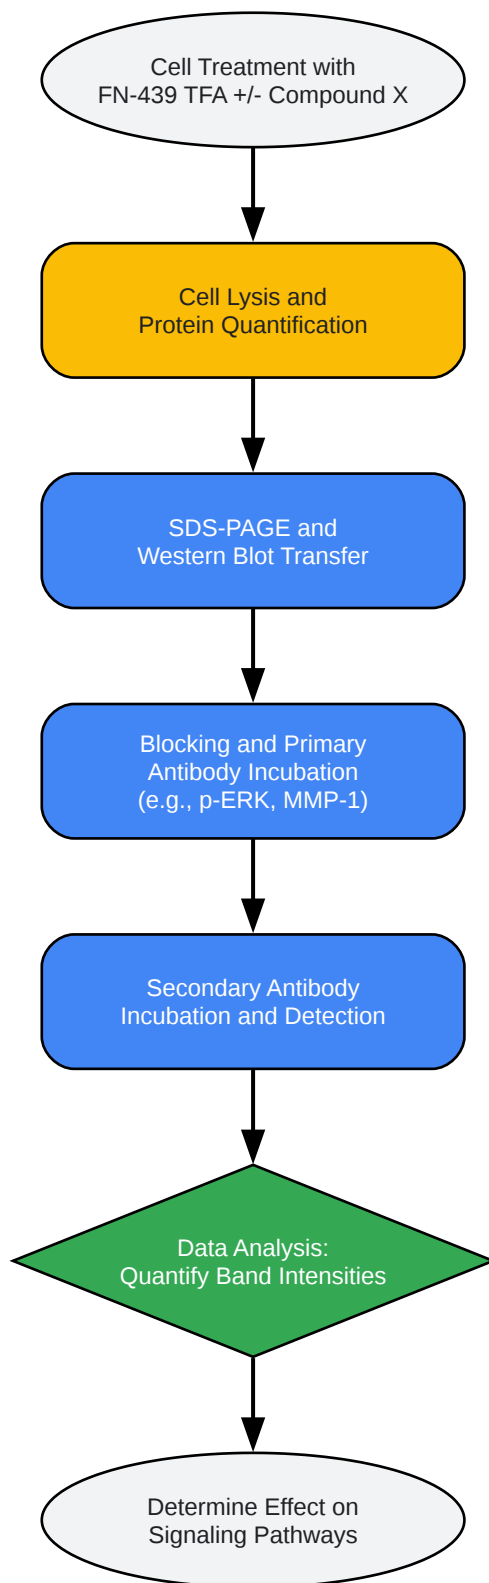 Cell Treatment with
FN-439 TFA +/- Compound X
Cell Lysis and
Protein Quantification
SDS-PAGE and
Western Blot Transfer
Blocking and Primary
Antibody Incubation
(e.g., p-ERK, MMP-1)
Secondary Antibody
Incubation and Detection
Data Analysis:
Quantify Band Intensities
Determine Effect on
Signaling Pathways